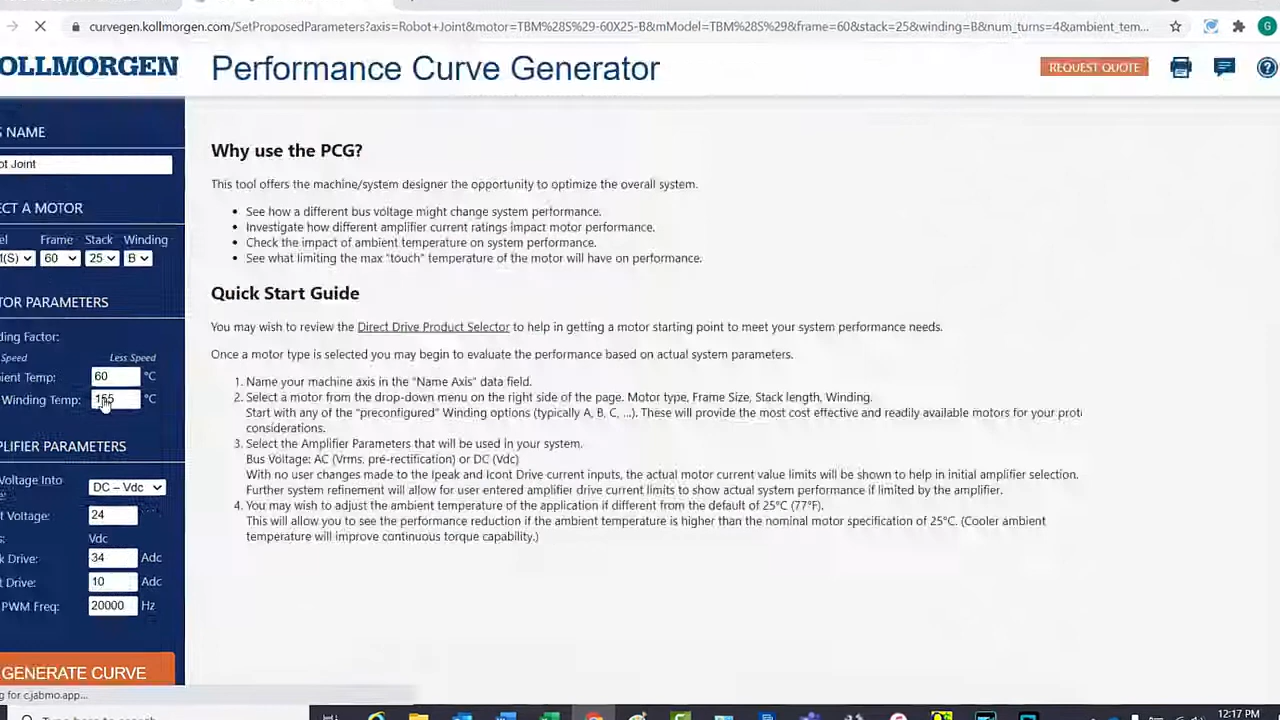 curvegen.kollmorgen.com/SetProposedParameters?axis=Robot+Joint&motor=TBM%28S%29-60X25-B&mModel=TBM%28S%29&frame=60&stack=25&winding=B&num_turns=4&ambient_tem...
G
OLLMORGEN
Performance Curve Generator
REQUEST QUOTE
?
S NAME
ot Joint
ECT A MOTOR
el Frame Stack Winding
M(S) 60 25 B
TOR PARAMETERS
ding Factor:
Speed Less Speed
ient Temp: 60 °C
Winding Temp: 155 °C
PLIFIER PARAMETERS
Voltage Into DC – Vdc
t Voltage: 24
s: Vdc
k Drive: 34 Adc
t Drive: 10 Adc
PWM Freq: 20000 Hz
GENERATE CURVE
Why use the PCG?
This tool offers the machine/system designer the opportunity to optimize the overall system.
• See how a different bus voltage might change system performance.
• Investigate how different amplifier current ratings impact motor performance.
• Check the impact of ambient temperature on system performance.
• See what limiting the max "touch" temperature of the motor will have on performance.
Quick Start Guide
You may wish to review the Direct Drive Product Selector to help in getting a motor starting point to meet your system performance needs.
Once a motor type is selected you may begin to evaluate the performance based on actual system parameters.
1. Name your machine axis in the "Name Axis" data field.
2. Select a motor from the drop-down menu on the right side of the page. Motor type, Frame Size, Stack length, Winding.
Start with any of the "preconfigured" Winding options (typically A, B, C, ...). These will provide the most cost effective and readily available motors for your prot
considerations.
3. Select the Amplifier Parameters that will be used in your system.
Bus Voltage: AC (Vrms, pre-rectification) or DC (Vdc)
With no user changes made to the Ipeak and Icont Drive current inputs, the actual motor current value limits will be shown to help in initial amplifier selection.
Further system refinement will allow for user entered amplifier drive current limits to show actual system performance if limited by the amplifier.
4. You may wish to adjust the ambient temperature of the application if different from the default of 25°C (77°F).
This will allow you to see the performance reduction if the ambient temperature is higher than the nominal motor specification of 25°C. (Cooler ambient
temperature will improve continuous torque capability.)
g for c.jabmo.app...
12:17 PM